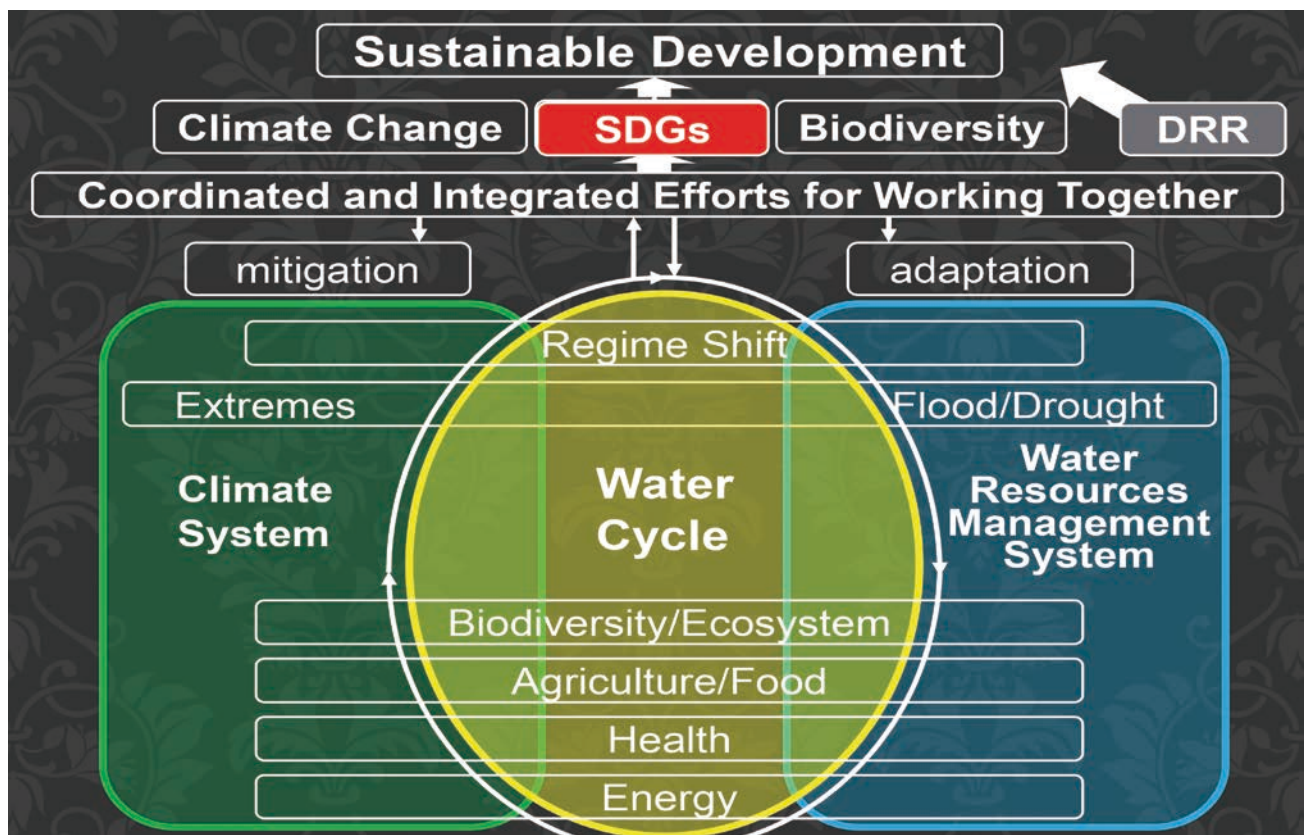 Sustainable Development
Climate Change
SDGs
Biodiversity
DRR
Coordinated and Integrated Efforts for Working Together
mitigation
adaptation
Regime Shift
Extremes
Flood/Drought
Climate
System
Water
Cycle
Water
Resources
Management
System
Biodiversity/Ecosystem
Agriculture/Food
Health
Energy